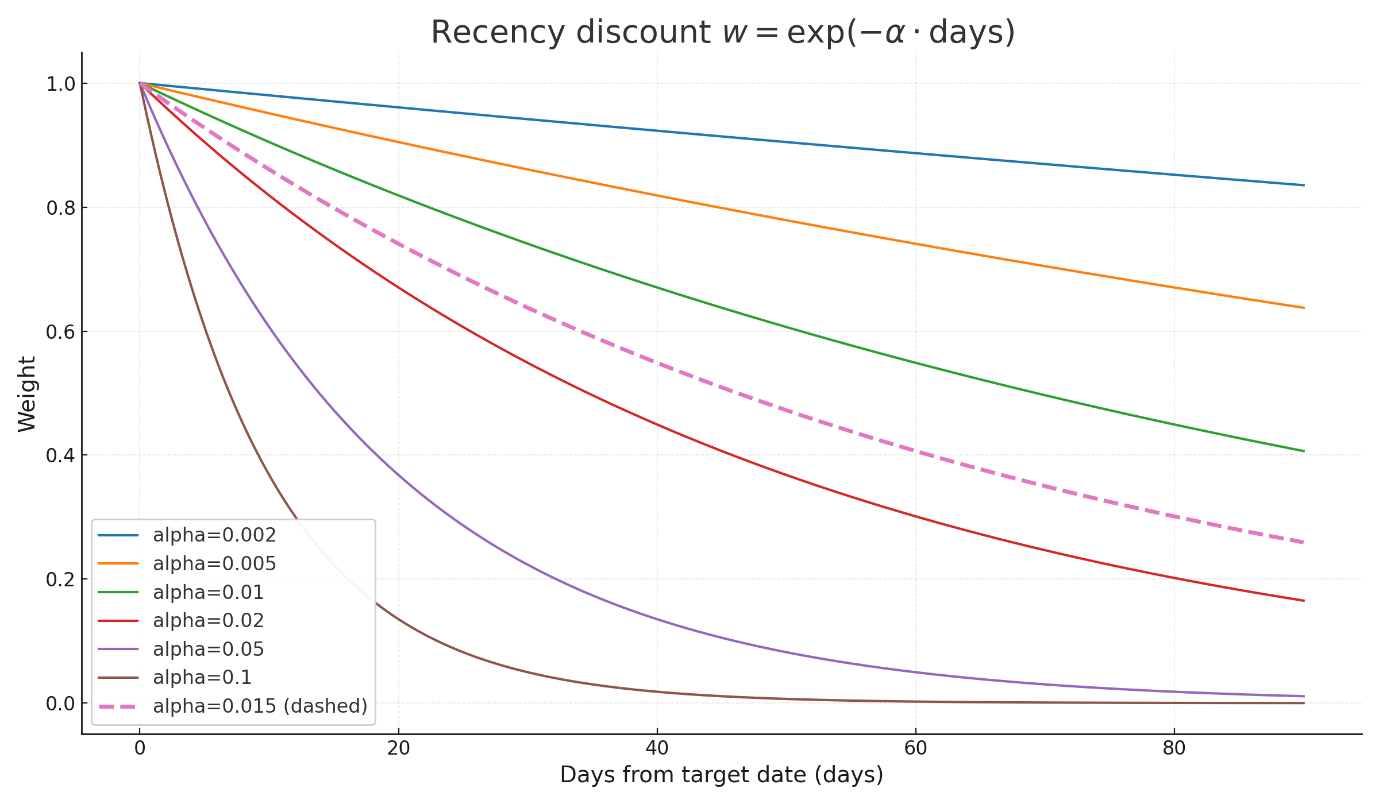 Recency discount w = exp(−α · days)
1.0
0.8
0.6
0.4
0.2
0.0
Weight
alpha=0.002
alpha=0.005
alpha=0.01
alpha=0.02
alpha=0.05
alpha=0.1
alpha=0.015 (dashed)
0 20 40 60 80
Days from target date (days)